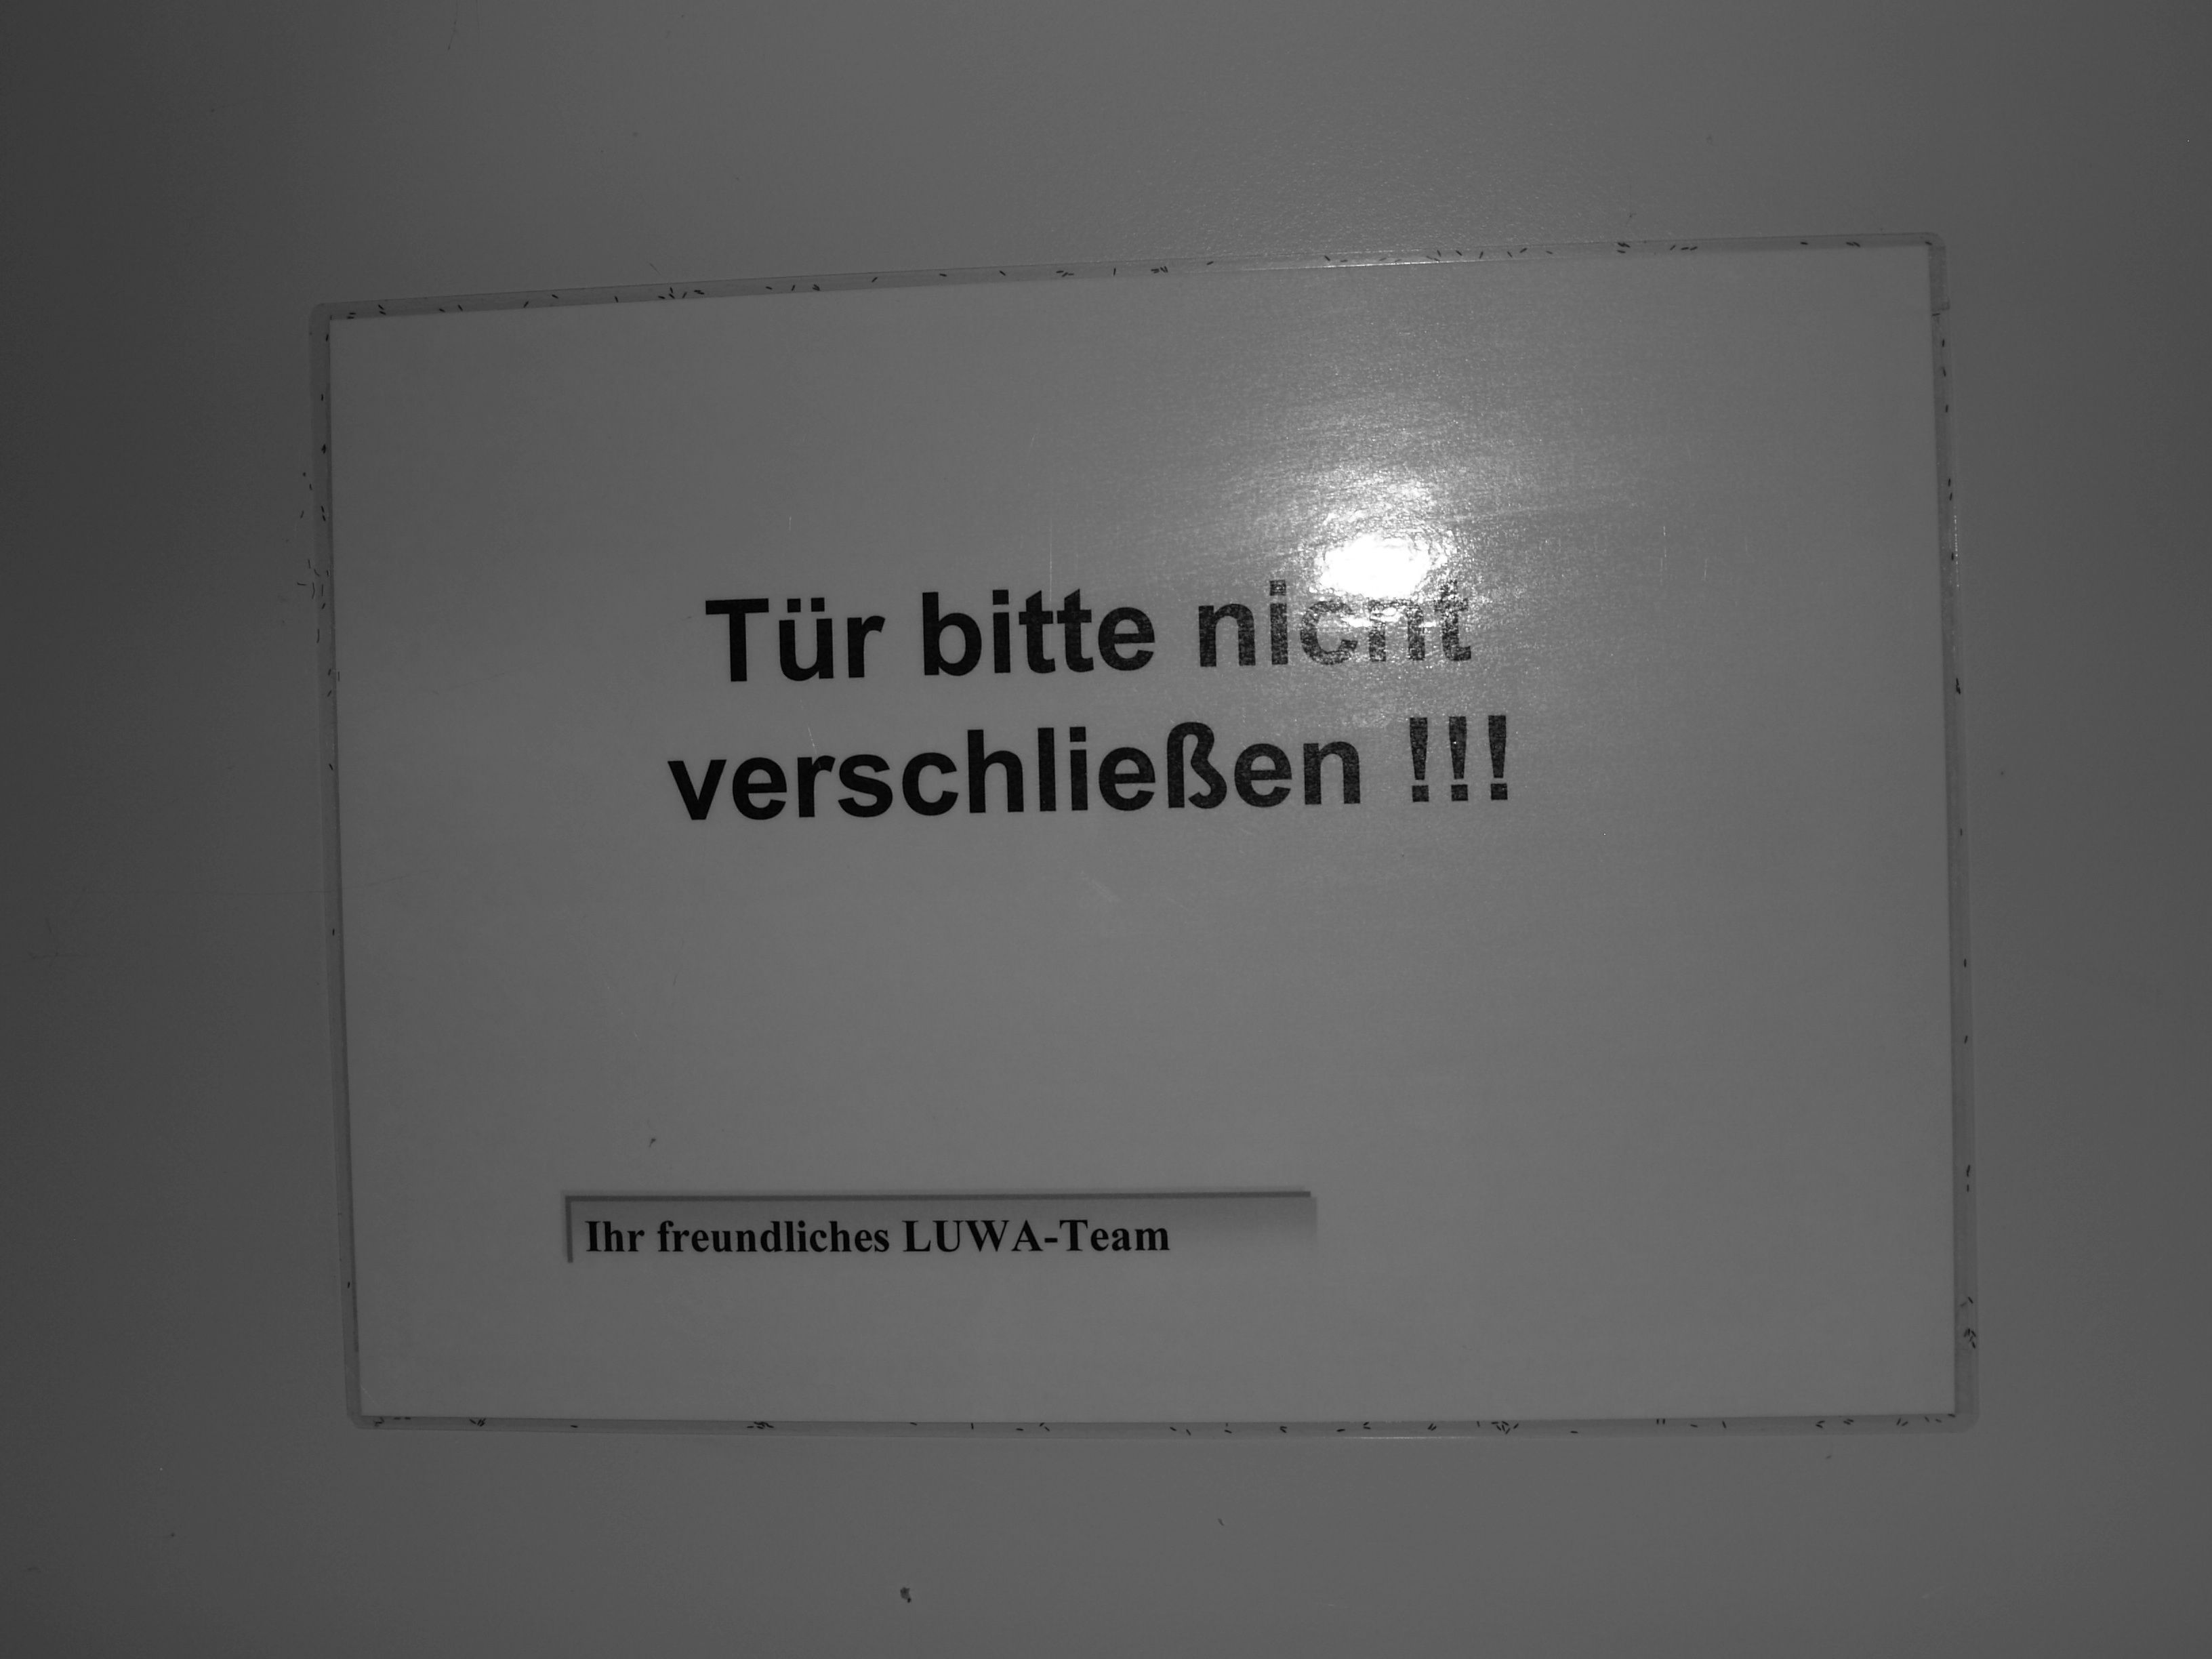 Tür bitte nicht
verschließen !!!
Ihr freundliches LUWA-Team